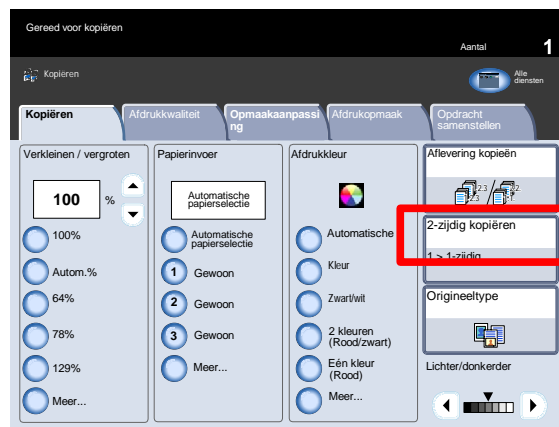 Gereed voor kopiëren
Aantal 1
Kopiëren
Alle
diensten
Kopiëren
Afdrukkwaliteit
Opmaakaanpassi
ng
Afdrukopmaak
Opdracht
samenstellen
Verkleinen / vergroten
100 %
100%
Autom.%
64%
78%
129%
Meer...
Papierinvoer
Automatische
papierselectie
Automatische
papierselectie
1 Gewoon
2 Gewoon
3 Gewoon
Meer...
Afdrukkleur
Automatische
Kleur
Zwart/wit
2 kleuren
(Rood/zwart)
Eén kleur
(Rood)
Meer...
Aflevering kopieën
2-zijdig kopiëren
1 > 1-zijdig
Origineeltype
Lichter/donkerder